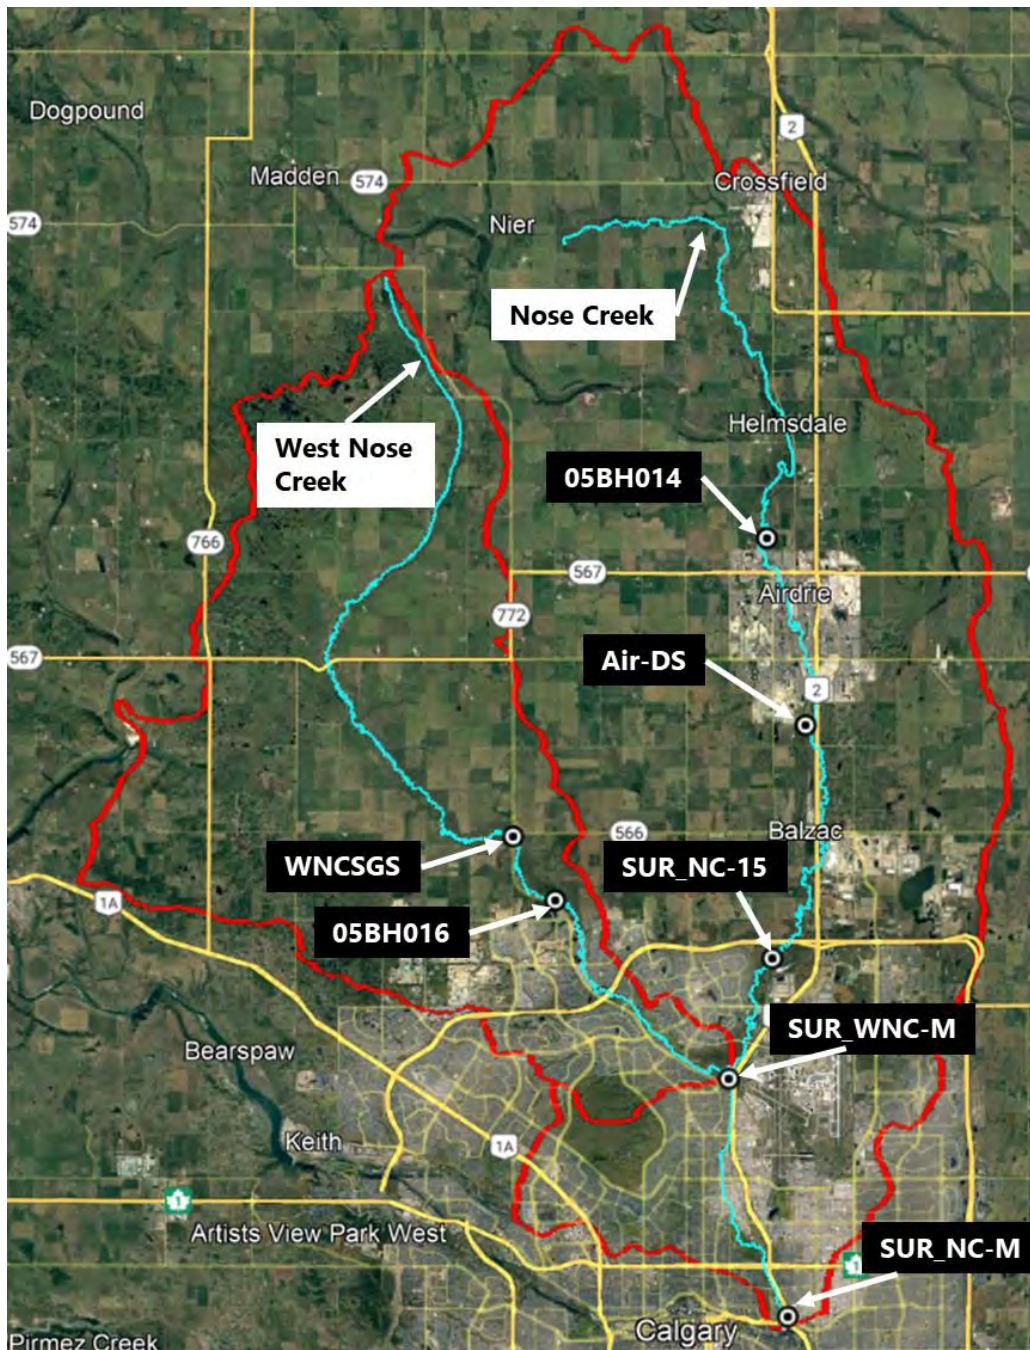 Dogpound
2
Madden
574
Crossfield
574
Nier
Nose Creek
Helmsdale
West Nose
Creek
05BH014
766
567
Airdrie
772
567
Air-DS
2
566
Balzac
WNCSGS
SUR_NC-15
1A
05BH016
SUR_WNC-M
Bearspaw
Keith
1A
1
Artists View Park West
SUR_NC-M
1
Calgary
Pirmez Creek